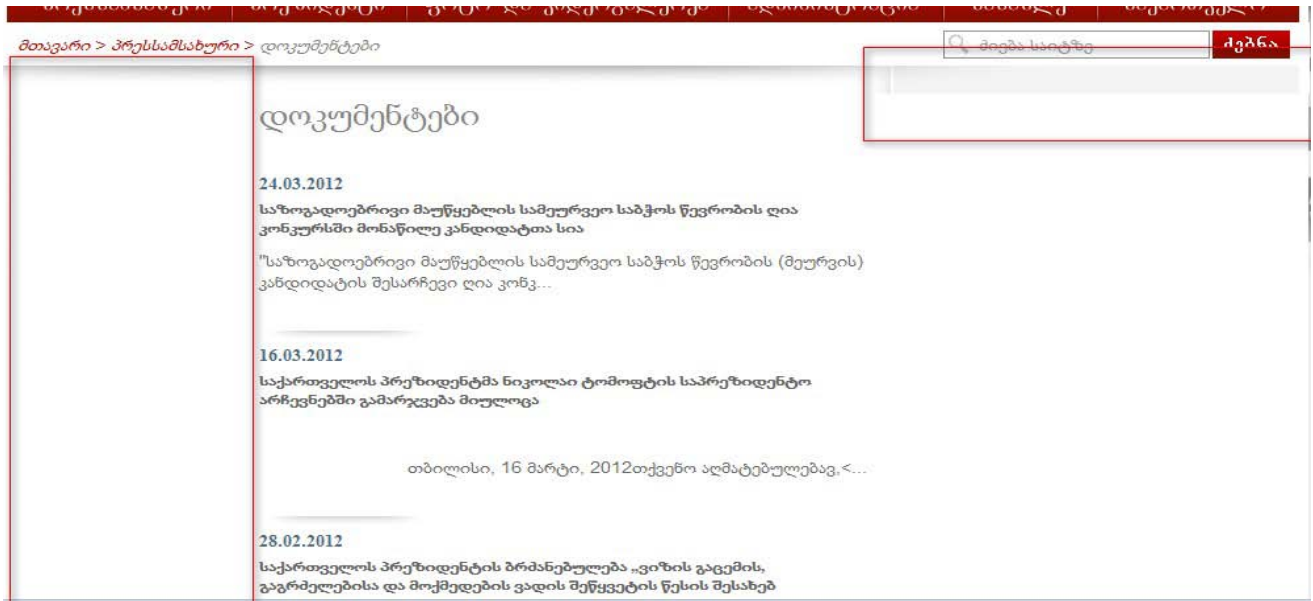 მთავარი > პრესსამსახური > დოკუმენტები
ძიება საიტზე
ძებნა
დოკუმენტები
24.03.2012
საზოგადოებრივი მაუწყებლის სამეურვეო საბჭოს წევრობის ღია
კონკურსში მონაწილე კანდიდატთა სია
"საზოგადოებრივი მაუწყებლის სამეურვეო საბჭოს წევრობის (მეურვის)
კანდიდატის შესარჩევი ღია კონკ...
16.03.2012
საქართველოს პრეზიდენტმა ნიკოლაი ტომოფტის საპრეზიდენტო
არჩევნებში გამარჯვება მიულოცა
თბილისი, 16 მარტი, 2012თქვენო აღმატებულებავ,<...
28.02.2012
საქართველოს პრეზიდენტის ბრძანებულება „ვიზის გაცემის,
გაგრძელებისა და მოქმედების ვადის შეწყვეტის წესის შესახებ